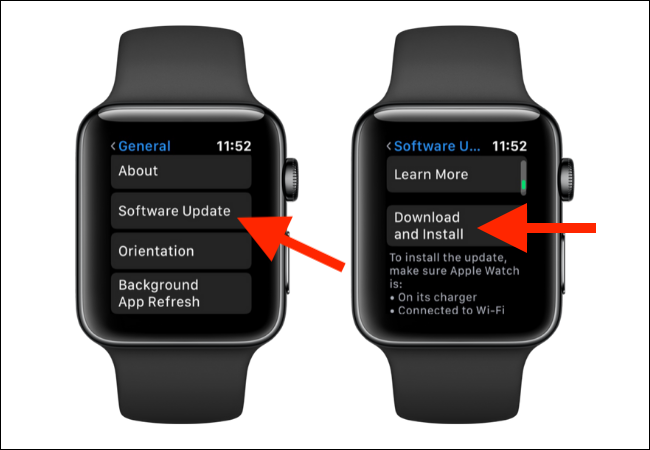 < General 11:52
About
Software Update
Orientation
Background
App Refresh
< Software U... 11:52
Learn More
Download
and Install
To install the update,
make sure Apple Watch
is:
• On its charger
• Connected to Wi-Fi